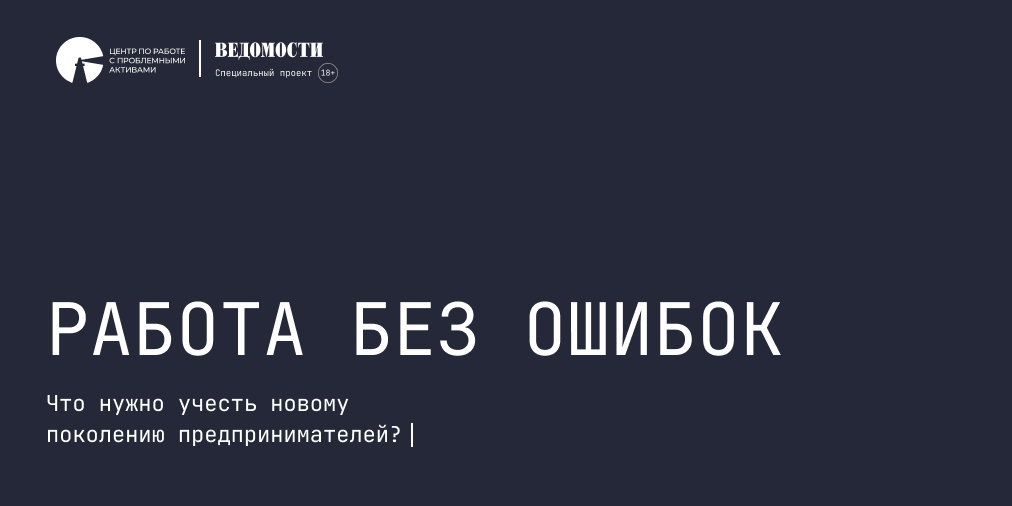 ЦЕНТР ПО РАБОТЕ
С ПРОБЛЕМНЫМИ
АКТИВАМИ
ВЕДОМОСТИ
Специальный проект 18+
РАБОТА БЕЗ ОШИБОК
Что нужно учесть новому
поколению предпринимателей?